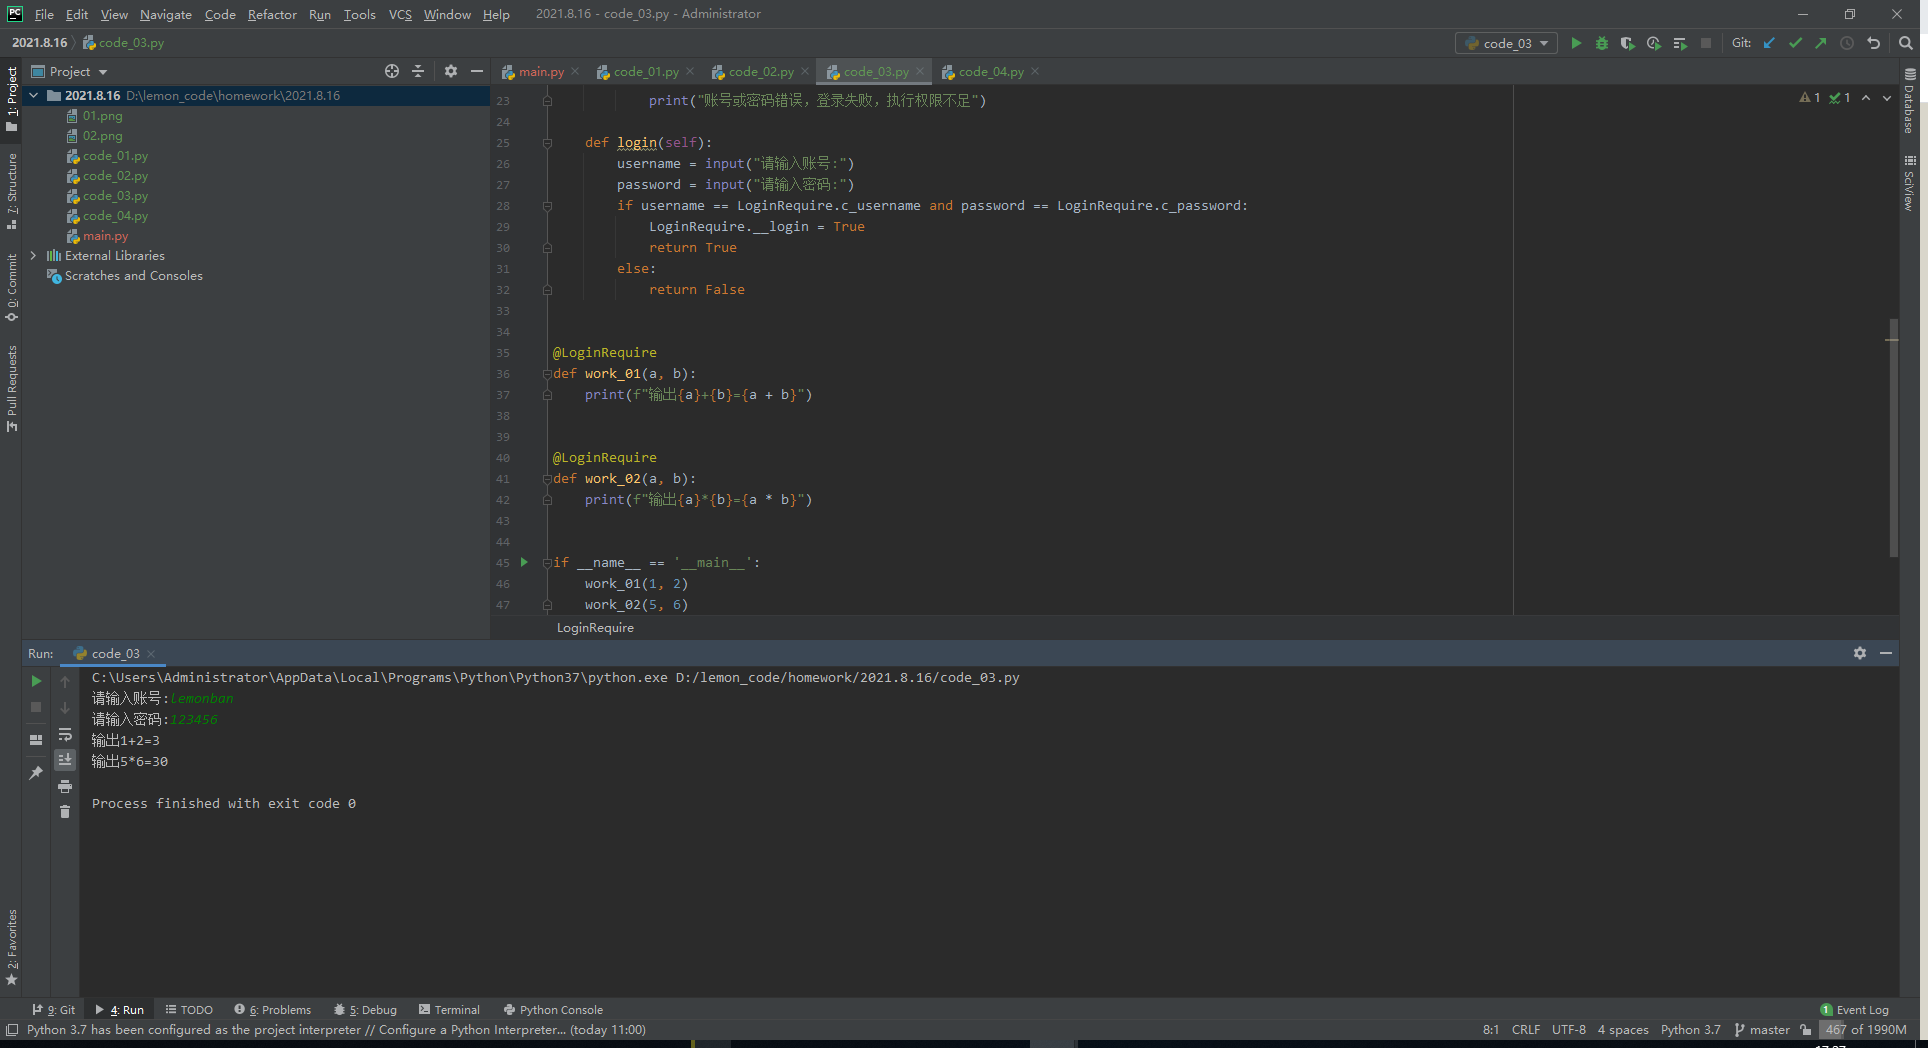 File Edit View Navigate Code Refactor Run Tools VCS Window Help 2021.8.16 - code_03.py - Administrator
2021.8.16 code_03.py
code_03 Git:
Project
main.py code_01.py code_02.py code_03.py code_04.py
2021.8.16 D:\lemon_code\homework\2021.8.16
01.png
02.png
code_01.py
code_02.py
code_03.py
code_04.py
main.py
External Libraries
Scratches and Consoles
1: Project
7: Structure
0: Commit
Pull Requests
2: Favorites
1 1
23 print("账号或密码错误，登录失败，执行权限不足")
24
25 def login(self):
26 username = input("请输入账号:")
27 password = input("请输入密码:")
28 if username == LoginRequire.c_username and password == LoginRequire.c_password:
29 LoginRequire.__login = True
30 return True
31 else:
32 return False
33
34
35 @LoginRequire
36 def work_01(a, b):
37 print(f"输出{a}+{b}={a + b}")
38
39
40 @LoginRequire
41 def work_02(a, b):
42 print(f"输出{a}*{b}={a * b}")
43
44
45 if __name__ == '__main__':
46 work_01(1, 2)
47 work_02(5, 6)
LoginRequire
Database
SciView
Run: code_03
C:\Users\Administrator\AppData\Local\Programs\Python\Python37\python.exe D:/lemon_code/homework/2021.8.16/code_03.py
请输入账号:lemonban
请输入密码:123456
输出1+2=3
输出5*6=30
Process finished with exit code 0
9: Git 4: Run TODO 6: Problems 5: Debug Terminal Python Console 1 Event Log
Python 3.7 has been configured as the project interpreter // Configure a Python Interpreter... (today 11:00) 8:1 CRLF UTF-8 4 spaces Python 3.7 master 467 of 1990M